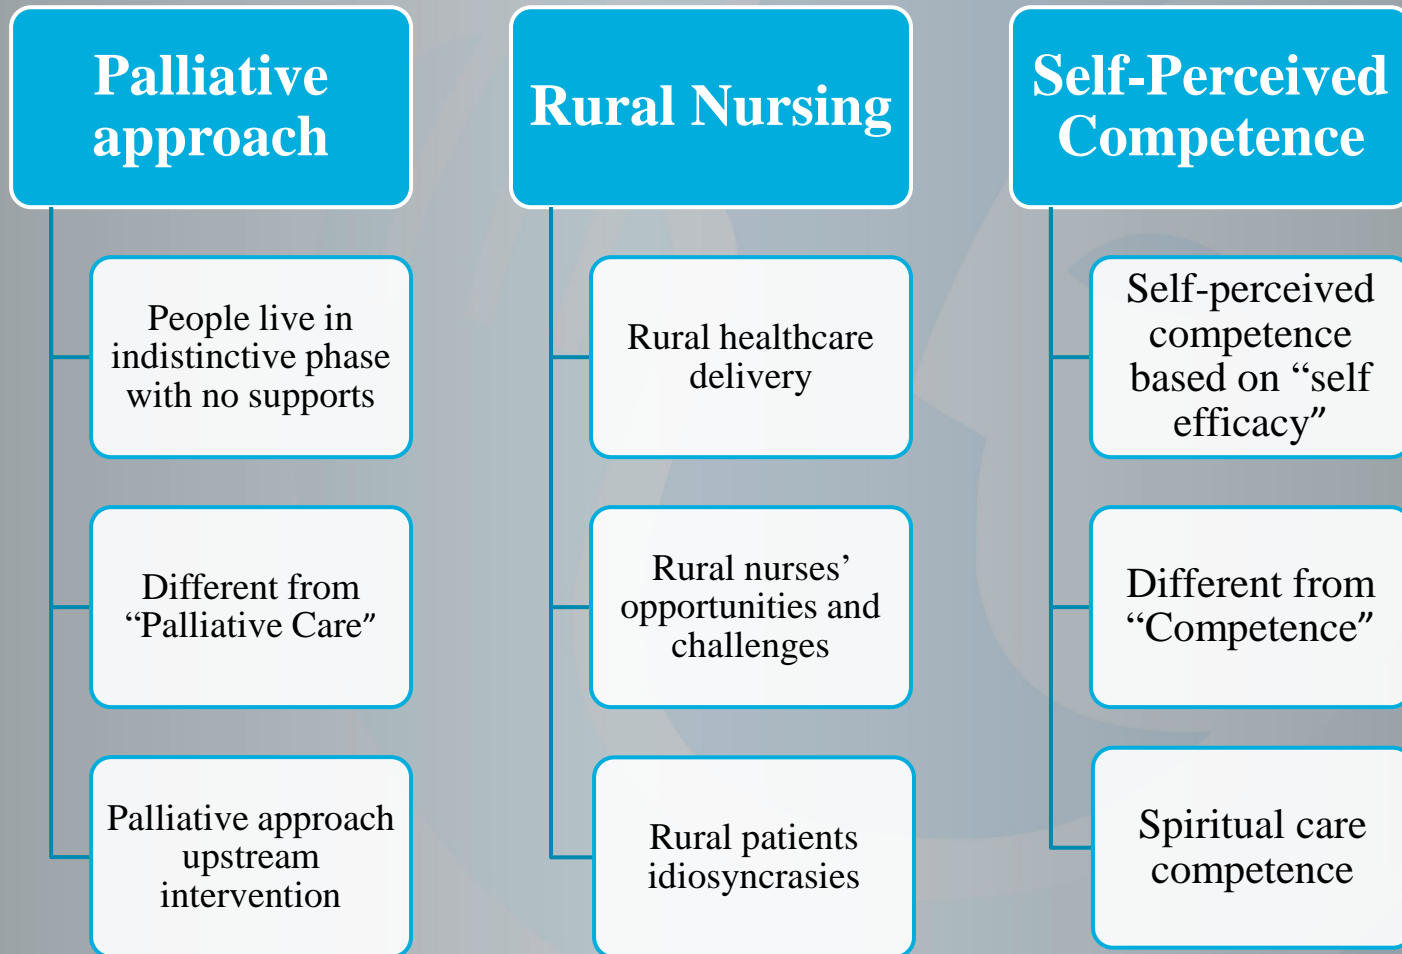 Palliative
approach
People live in
indistinctive phase
with no supports
Different from
“Palliative Care”
Palliative approach
upstream
intervention
Rural Nursing
Rural healthcare
delivery
Rural nurses’
opportunities and
challenges
Rural patients
idiosyncrasies
Self-Perceived
Competence
Self-perceived
competence
based on “self
efficacy”
Different from
“Competence”
Spiritual care
competence